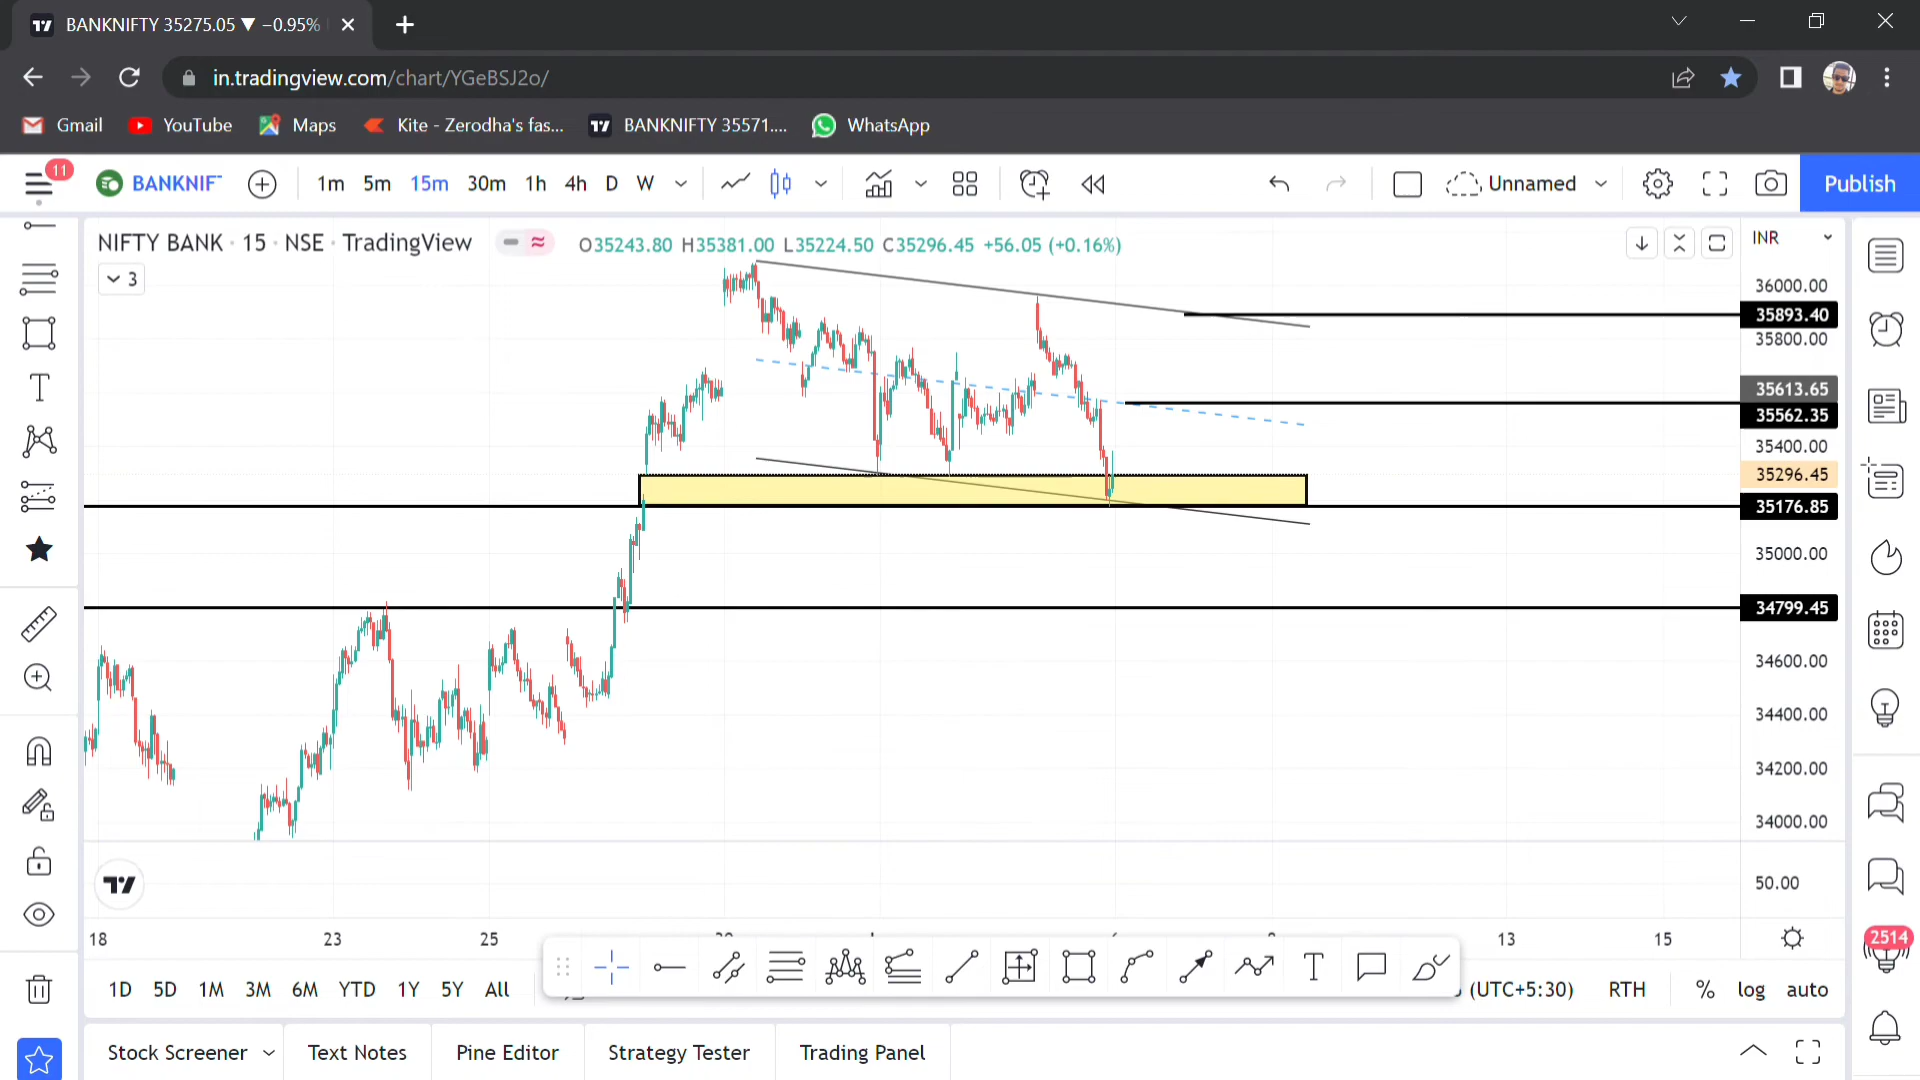 BANKNIFTY 35275.05 ▼ −0.95%
in.tradingview.com/chart/YGeBSJ2o/
Gmail YouTube Maps Kite - Zerodha's fas... BANKNIFTY 35571.... WhatsApp
11 BANKNIF 1m 5m 15m 30m 1h 4h D W Unnamed Publish
NIFTY BANK · 15 · NSE · TradingView O35243.80 H35381.00 L35224.50 C35296.45 +56.05 (+0.16%) INR
3
36000.00
35893.40
35800.00
35613.65
35562.35
35400.00
35296.45
35176.85
35000.00
34799.45
34600.00
34400.00
34200.00
34000.00
50.00
18 23 25 13 15
2514
1D 5D 1M 3M 6M YTD 1Y 5Y All (UTC+5:30) RTH % log auto
Stock Screener Text Notes Pine Editor Strategy Tester Trading Panel